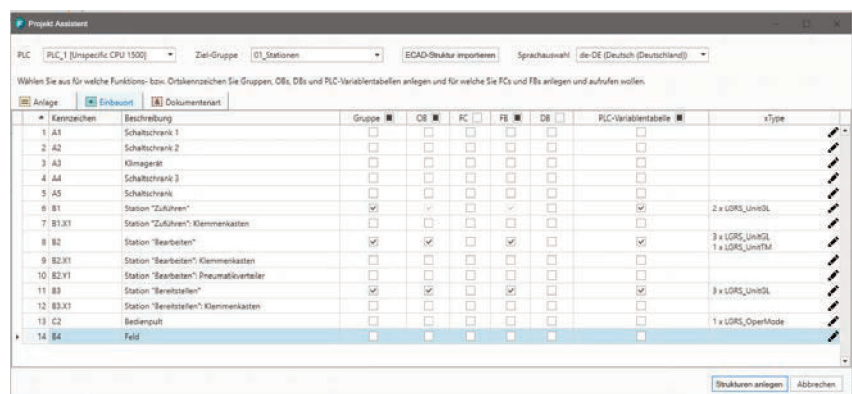 Projekt Assistent
PLC PLC_1 [Unspecific CPU 1500] Ziel-Gruppe 01_Stationen ECAD-Struktur importieren Sprachauswahl de-DE (Deutsch (Deutschland))
Wählen Sie aus für welche Funktions- bzw. Ortskennzeichen Sie Gruppen, OBs, DBs und PLC-Variablentabellen anlegen und für welche Sie FCs und FBs anlegen und aufrufen wollen.
Anlage Einbauort Dokumentenart
Kennzeichen Beschreibung Gruppe OB FC FB DB PLC-Variablentabelle xType
1 A1 Schaltschrank 1
2 A2 Schaltschrank 2
3 A3 Klimagerät
4 A4 Schaltschrank 3
5 A5 Schaltschrank
6 B1 Station "Zuführen" 2 x LGRS_UnitGL
7 B1.X1 Station "Zuführen": Klemmenkasten
8 B2 Station "Bearbeiten" 3 x LGRS_UnitGL
1 x LGRS_UnitTM
9 B2.X1 Station "Bearbeiten": Klemmenkasten
10 B2.Y1 Station "Bearbeiten": Pneumatikverteiler
11 B3 Station "Bereitstellen" 3 x LGRS_UnitGL
12 B3.X1 Station "Bereitstellen": Klemmenkasten
13 C2 Bedienpult 1 x LGRS_OperMode
14 B4 Feld
Strukturen anlegen Abbrechen